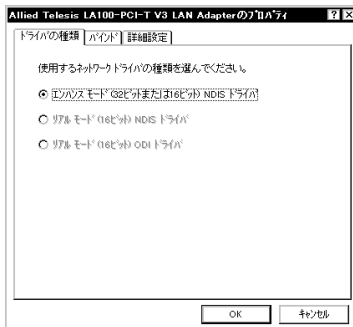 Allied Telesis LA100-PCI-T V3 LAN Adapterのﾌﾟﾛﾊﾟﾃｨ
ﾄﾞﾗｲﾊﾞの種類 ﾊﾞｲﾝﾄﾞ 詳細設定
使用するﾈｯﾄﾜｰｸ ﾄﾞﾗｲﾊﾞの種類を選んでください。
ｴﾝﾊﾝｽ ﾓｰﾄﾞ (32ﾋﾞｯﾄまたは16ﾋﾞｯﾄ) NDIS ﾄﾞﾗｲﾊﾞ
ﾘｱﾙ ﾓｰﾄﾞ (16ﾋﾞｯﾄ) NDIS ﾄﾞﾗｲﾊﾞ
ﾘｱﾙ ﾓｰﾄﾞ (16ﾋﾞｯﾄ) ODI ﾄﾞﾗｲﾊﾞ
OK ｷｬﾝｾﾙ